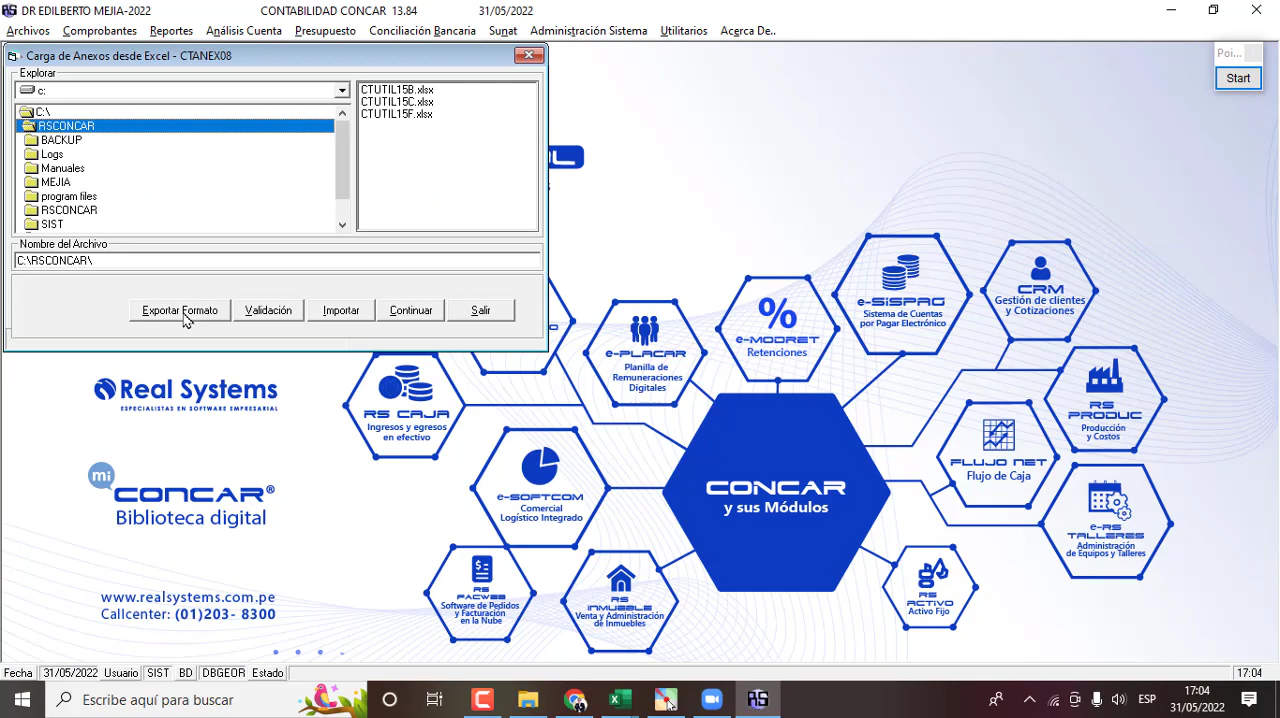 DR EDILBERTO MEJIA-2022 CONTABILIDAD CONCAR 13.84 31/05/2022
Archivos Comprobantes Reportes Análisis Cuenta Presupuesto Conciliación Bancaria Sunat Administración Sistema Utilitarios Acerca De..
Carga de Anexos desde Excel - CTANEX08
Explorar
c:
C:\
RSCONCAR
BACKUP
Logs
Manuales
MEJIA
program files
RSCONCAR
SIST
CTUTIL15B.xlsx
CTUTIL15C.xlsx
CTUTIL15F.xlsx
Nombre del Archivo
C:\RSCONCAR\
Exportar Formato Validación Importar Continuar Salir
Poi...
Start
Real Systems
ESPECIALISTAS EN SOFTWARE EMPRESARIAL
mi
CONCAR®
Biblioteca digital
www.realsystems.com.pe
Callcenter: (01)203- 8300
RS CAJA
Ingresos y egresos
en efectivo
e-PLACAR
Planilla de
Remuneraciones
Digitales
e-MODRET
Retenciones
e-SISPAG
Sistema de Cuentas
por Pagar Electrónico
CRM
Gestión de clientes
y Cotizaciones
RS
PRODUC
Producción
y Costos
FLUJO NET
Flujo de Caja
e-RS
TALLERES
Administración
de Equipos y Talleres
RS
ACTIVO
Activo Fijo
e-SOFTCOM
Comercial
Logístico Integrado
RS
FACWEB
Software de Pedidos
y Facturación
en la Nube
RS
INMUEBLE
Venta y Administración
de Inmuebles
CONCAR
y sus Módulos
Fecha 31/05/2022 Usuario SIST BD DBGEOR Estado 17:04
Escribe aquí para buscar
ESP
17:04
31/05/2022